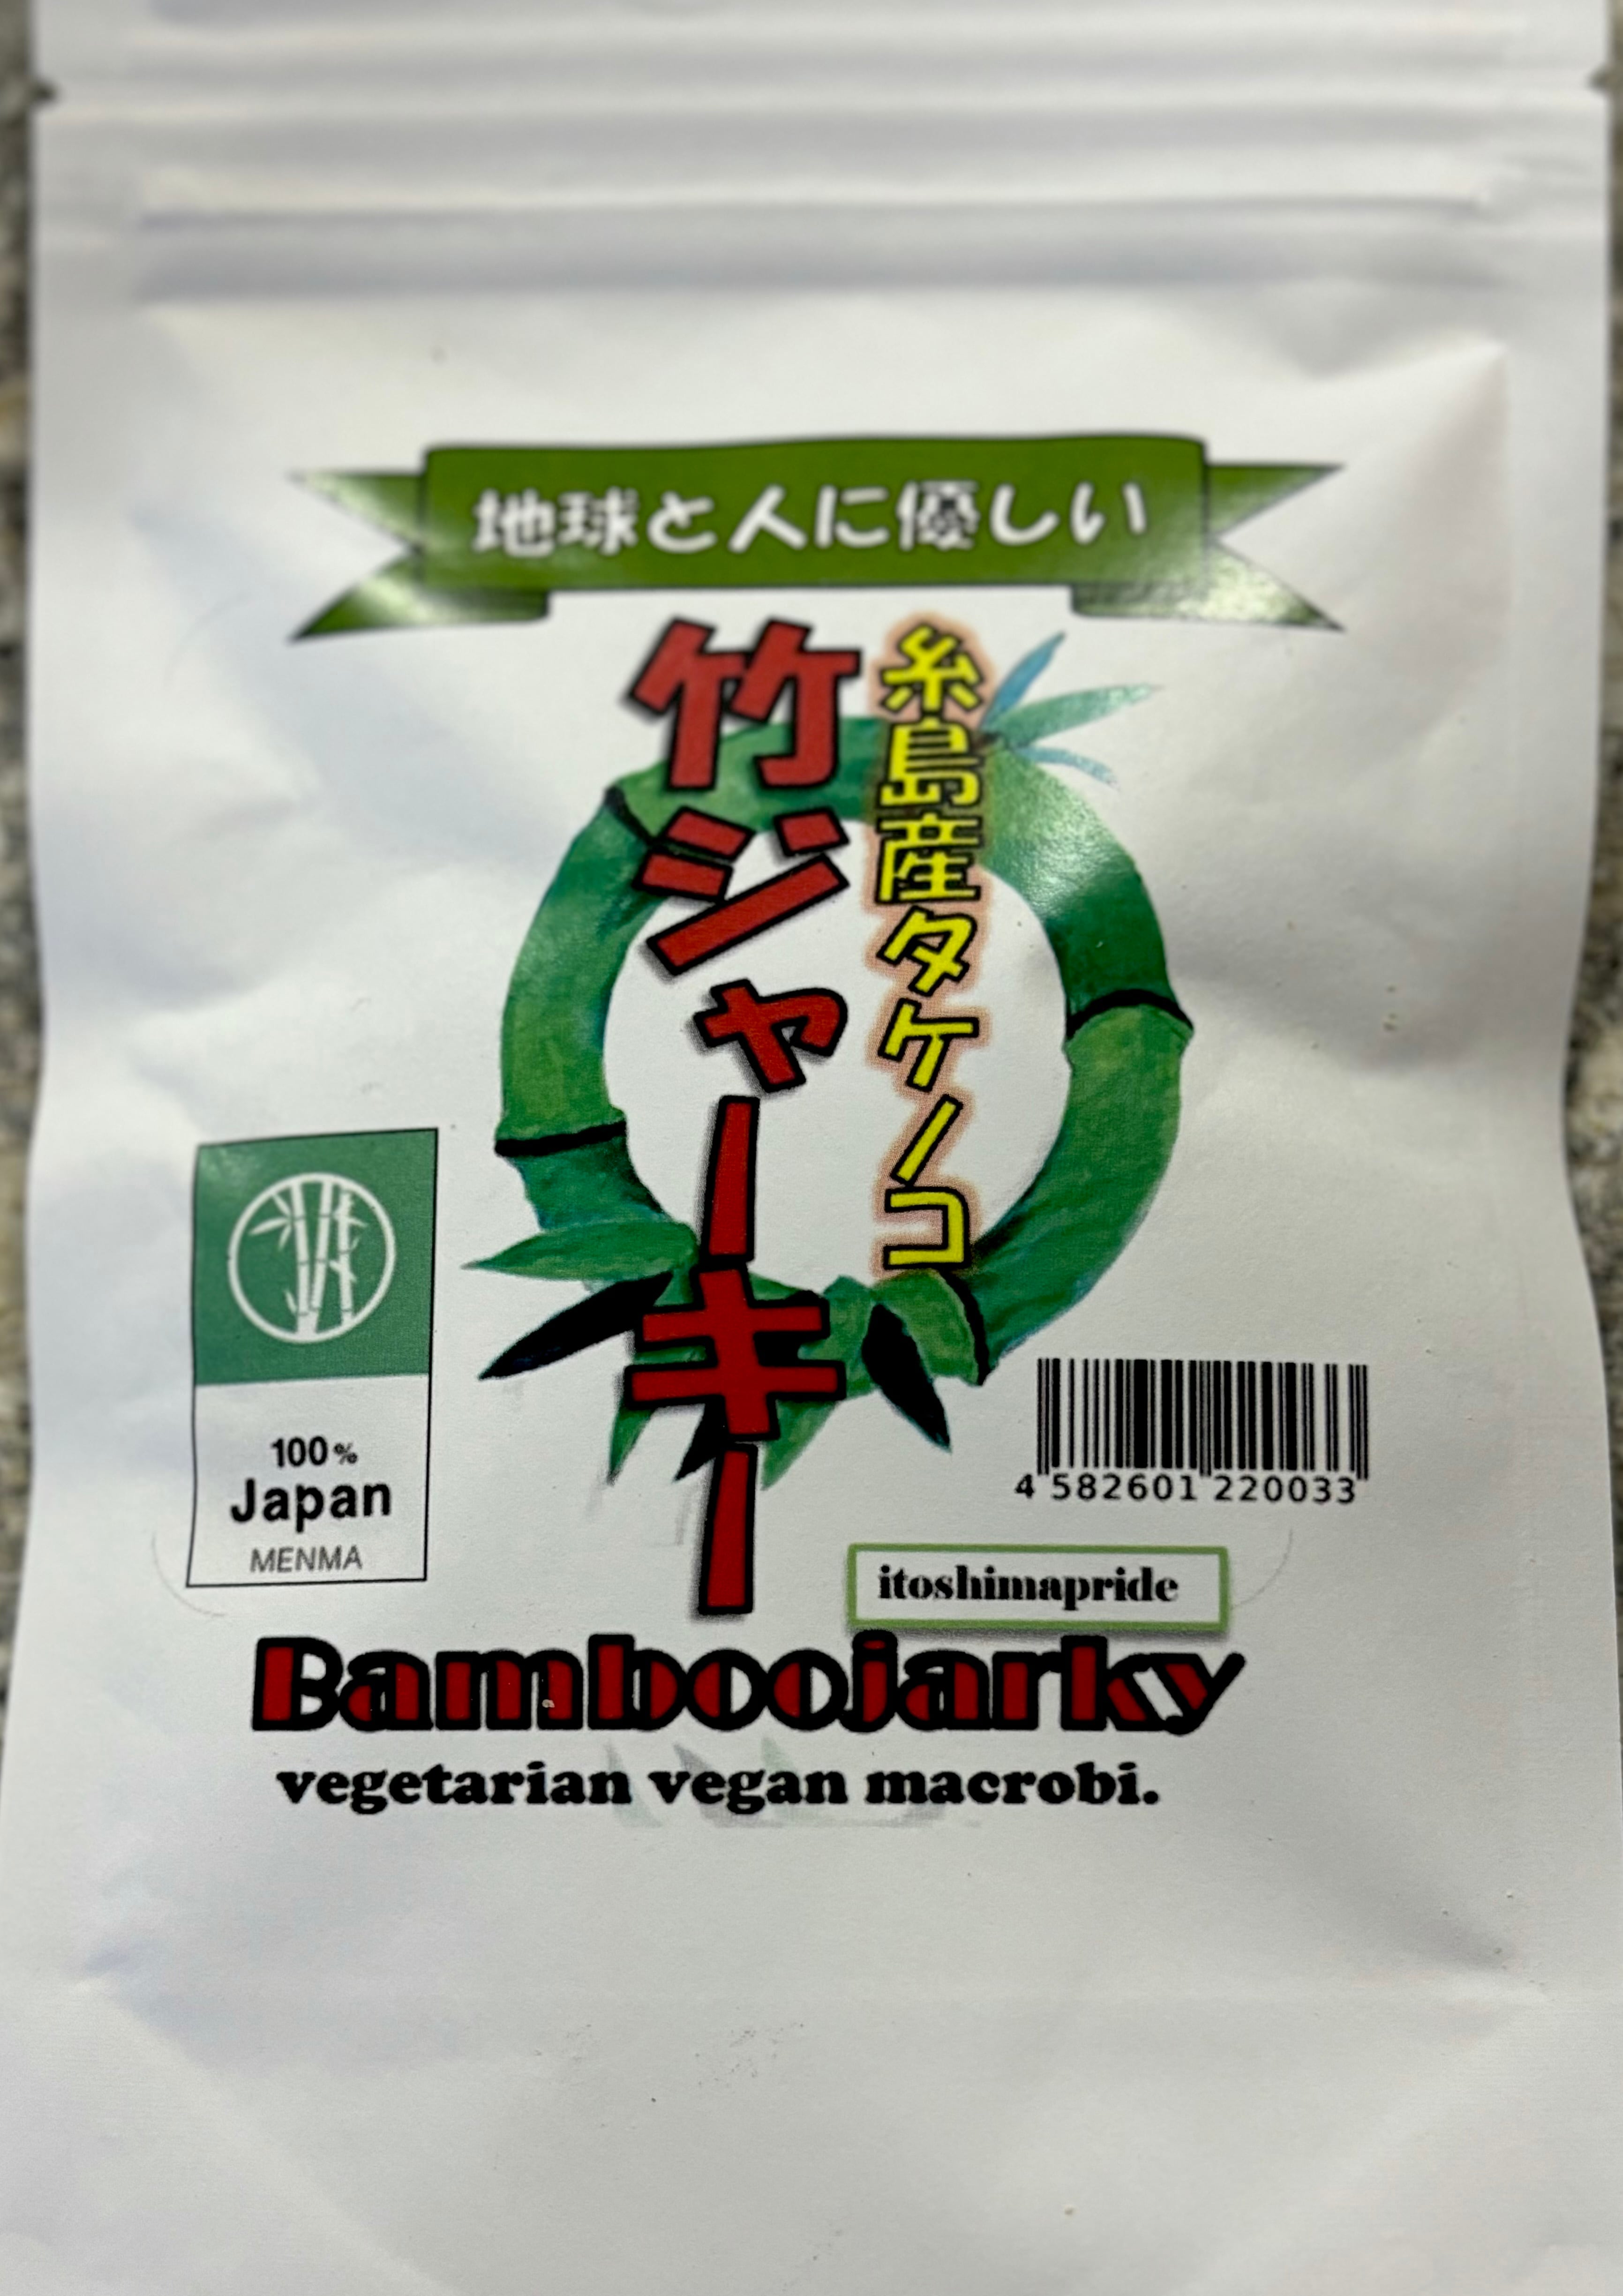 地球と人に優しい
糸島産タケノコ
竹ジャーキー
100%
Japan
MENMA
4 582601 220033
itoshimapride
Bamboojarky
vegetarian vegan macrobi.